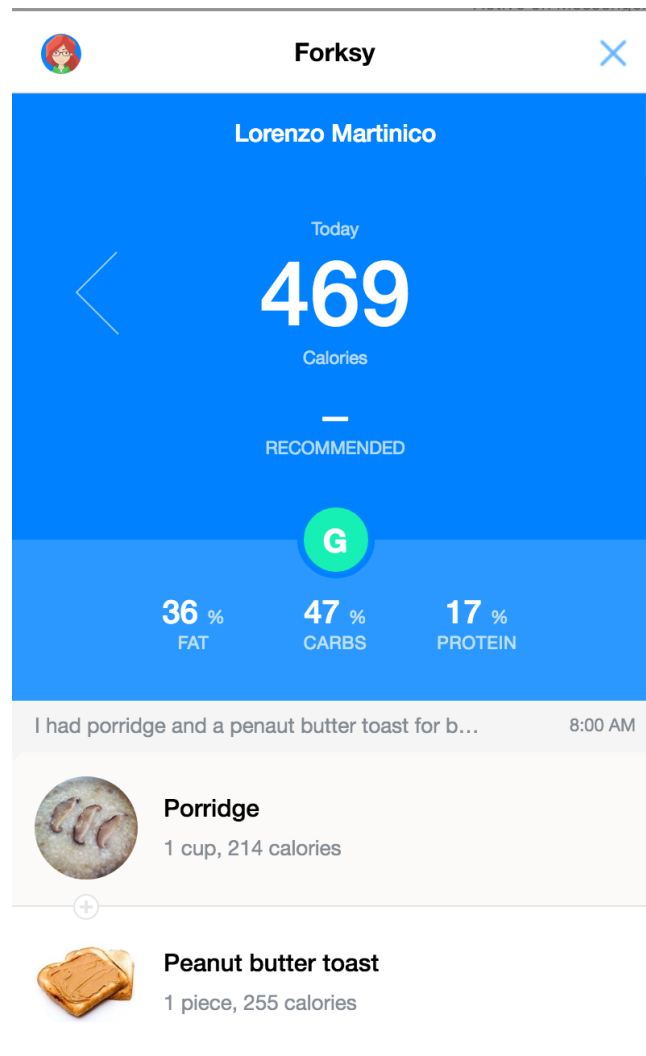 Forksy
Lorenzo Martinico
Today
469
Calories
–
RECOMMENDED
G
36 % 47 % 17 %
FAT CARBS PROTEIN
I had porridge and a penaut butter toast for b... 8:00 AM
Porridge
1 cup, 214 calories
Peanut butter toast
1 piece, 255 calories